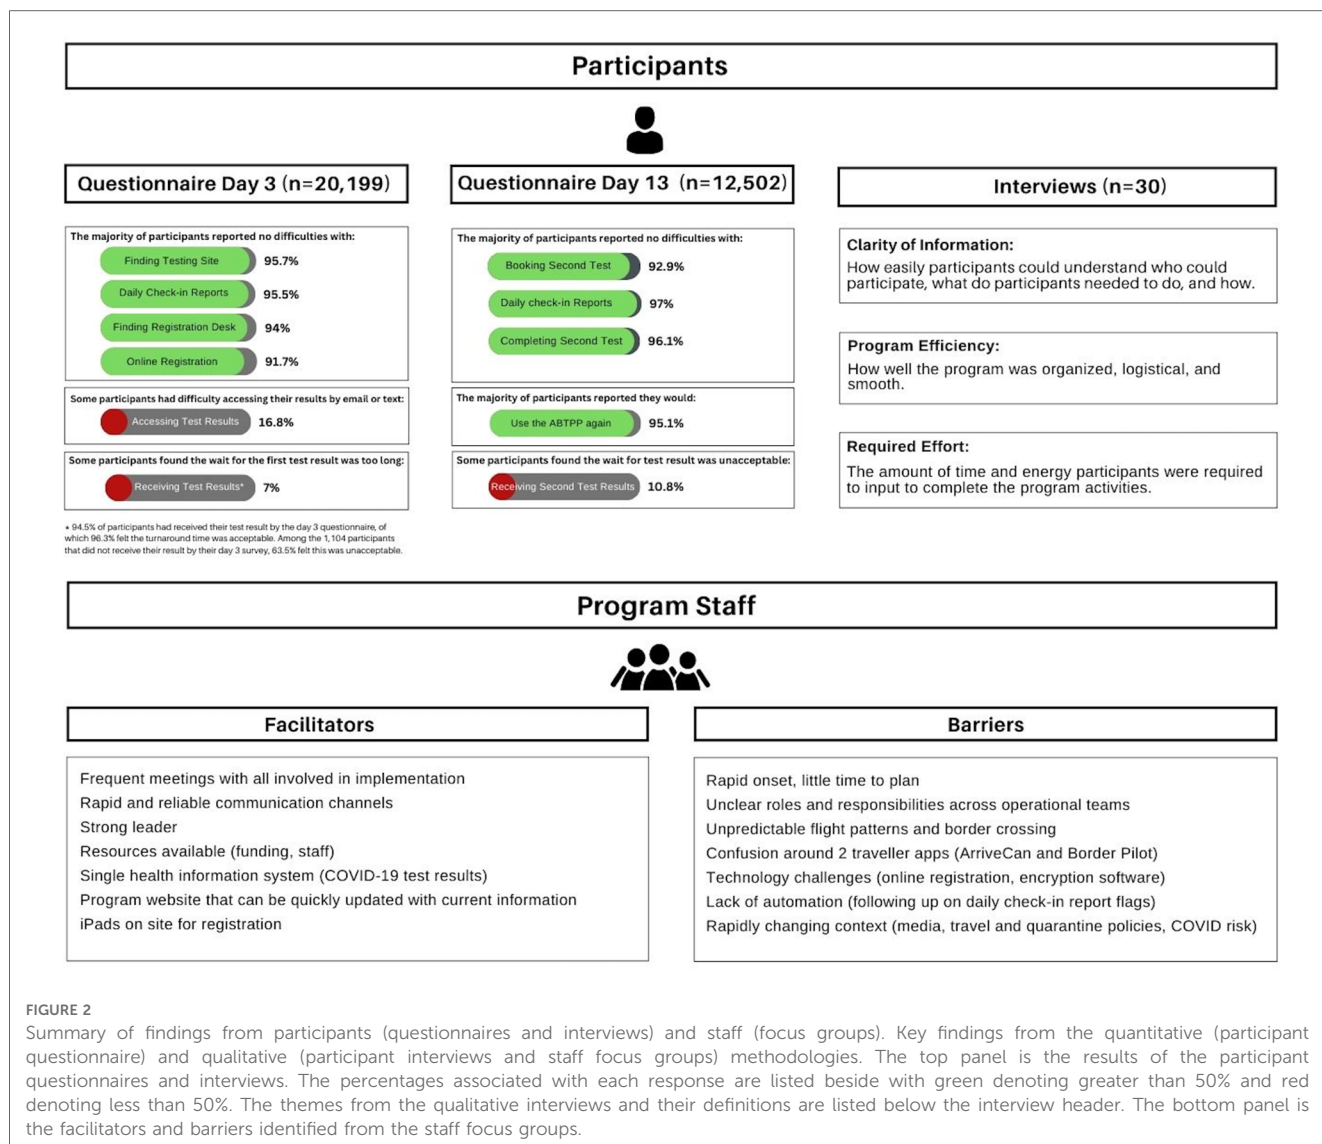 Participants
Questionnaire Day 3 (n=20,199)
The majority of participants reported no difficulties with:
Finding Testing Site 95.7%
Daily Check-in Reports 95.5%
Finding Registration Desk 94%
Online Registration 91.7%
Some participants had difficulty accessing their results by email or text:
Accessing Test Results 16.8%
Some participants found the wait for the first test result was too long:
Receiving Test Results* 7%
* 94.5% of participants had received their test result by the day 3 questionnaire, of
which 96.3% felt the turnaround time was acceptable. Among the 1,104 participants
that did not receive their result by their day 3 survey, 63.5% felt this was unacceptable.
Questionnaire Day 13 (n=12,502)
The majority of participants reported no difficulties with:
Booking Second Test 92.9%
Daily check-in Reports 97%
Completing Second Test 96.1%
The majority of participants reported they would:
Use the ABTPP again 95.1%
Some participants found the wait for test result was unacceptable:
Receiving Second Test Results 10.8%
Interviews (n=30)
Clarity of Information:
How easily participants could understand who could
participate, what do participants needed to do, and how.
Program Efficiency:
How well the program was organized, logistical, and
smooth.
Required Effort:
The amount of time and energy participants were required
to input to complete the program activities.
Program Staff
Facilitators
Frequent meetings with all involved in implementation
Rapid and reliable communication channels
Strong leader
Resources available (funding, staff)
Single health information system (COVID-19 test results)
Program website that can be quickly updated with current information
iPads on site for registration
Barriers
Rapid onset, little time to plan
Unclear roles and responsibilities across operational teams
Unpredictable flight patterns and border crossing
Confusion around 2 traveller apps (ArriveCan and Border Pilot)
Technology challenges (online registration, encryption software)
Lack of automation (following up on daily check-in report flags)
Rapidly changing context (media, travel and quarantine policies, COVID risk)
FIGURE 2
Summary of findings from participants (questionnaires and interviews) and staff (focus groups). Key findings from the quantitative (participant
questionnaire) and qualitative (participant interviews and staff focus groups) methodologies. The top panel is the results of the participant
questionnaires and interviews. The percentages associated with each response are listed beside with green denoting greater than 50% and red
denoting less than 50%. The themes from the qualitative interviews and their definitions are listed below the interview header. The bottom panel is
the facilitators and barriers identified from the staff focus groups.